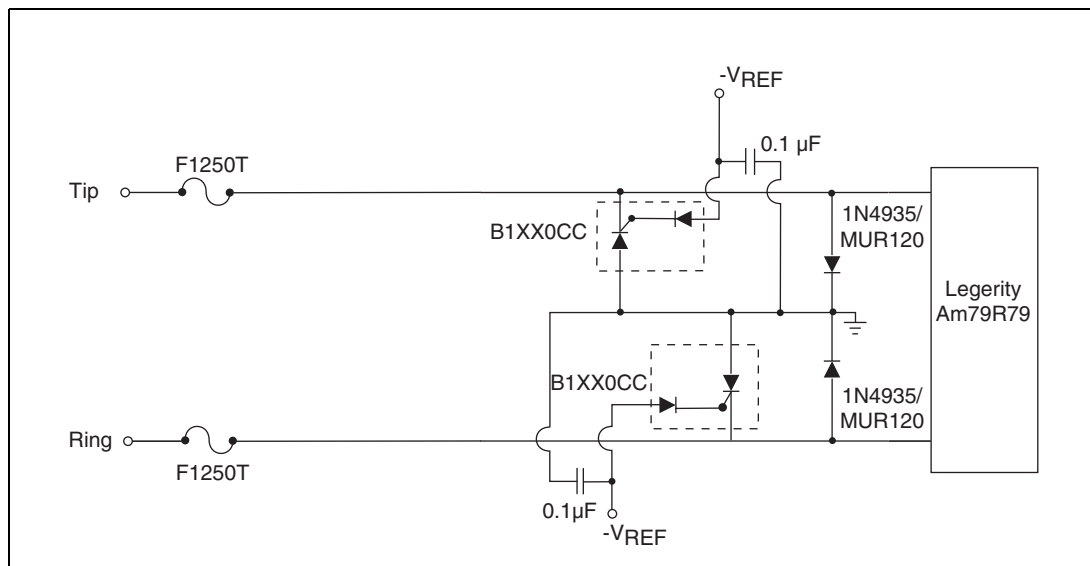 -VREF
0.1 µF
F1250T
Tip
B1XX0CC
1N4935/
MUR120
Legerity
Am79R79
B1XX0CC
1N4935/
MUR120
Ring
F1250T
0.1µF
-VREF